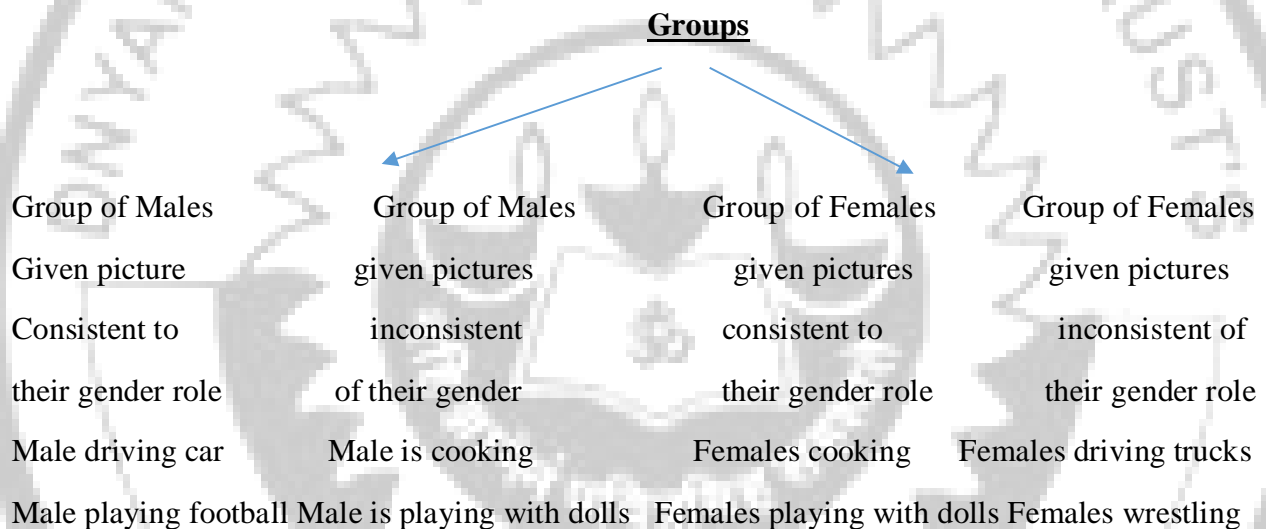 Groups
Group of Males Group of Males Group of Females Group of Females
Given picture given pictures given pictures given pictures
Consistent to inconsistent consistent to inconsistent of
their gender role of their gender their gender role their gender role
Male driving car Male is cooking Females cooking Females driving trucks
Male playing football Male is playing with dolls Females playing with dolls Females wrestling